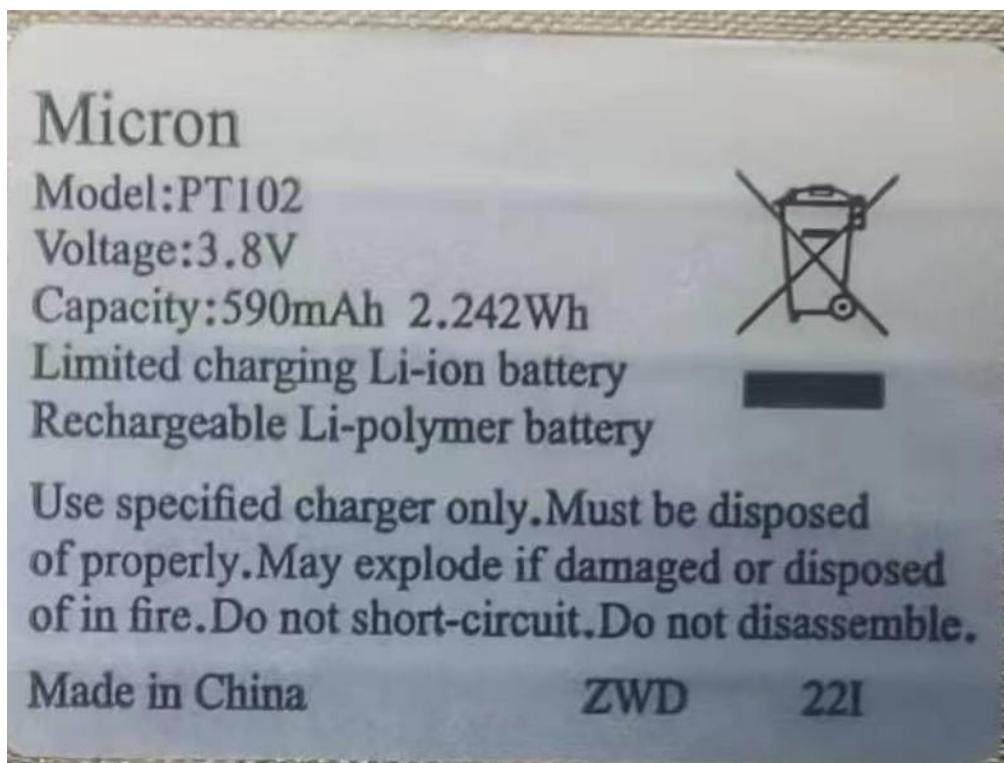 Micron
Model:PT102
Voltage:3.8V
Capacity:590mAh 2.242Wh
Limited charging Li-ion battery
Rechargeable Li-polymer battery
Use specified charger only.Must be disposed
of properly.May explode if damaged or disposed
of in fire.Do not short-circuit.Do not disassemble.
Made in China ZWD 22I